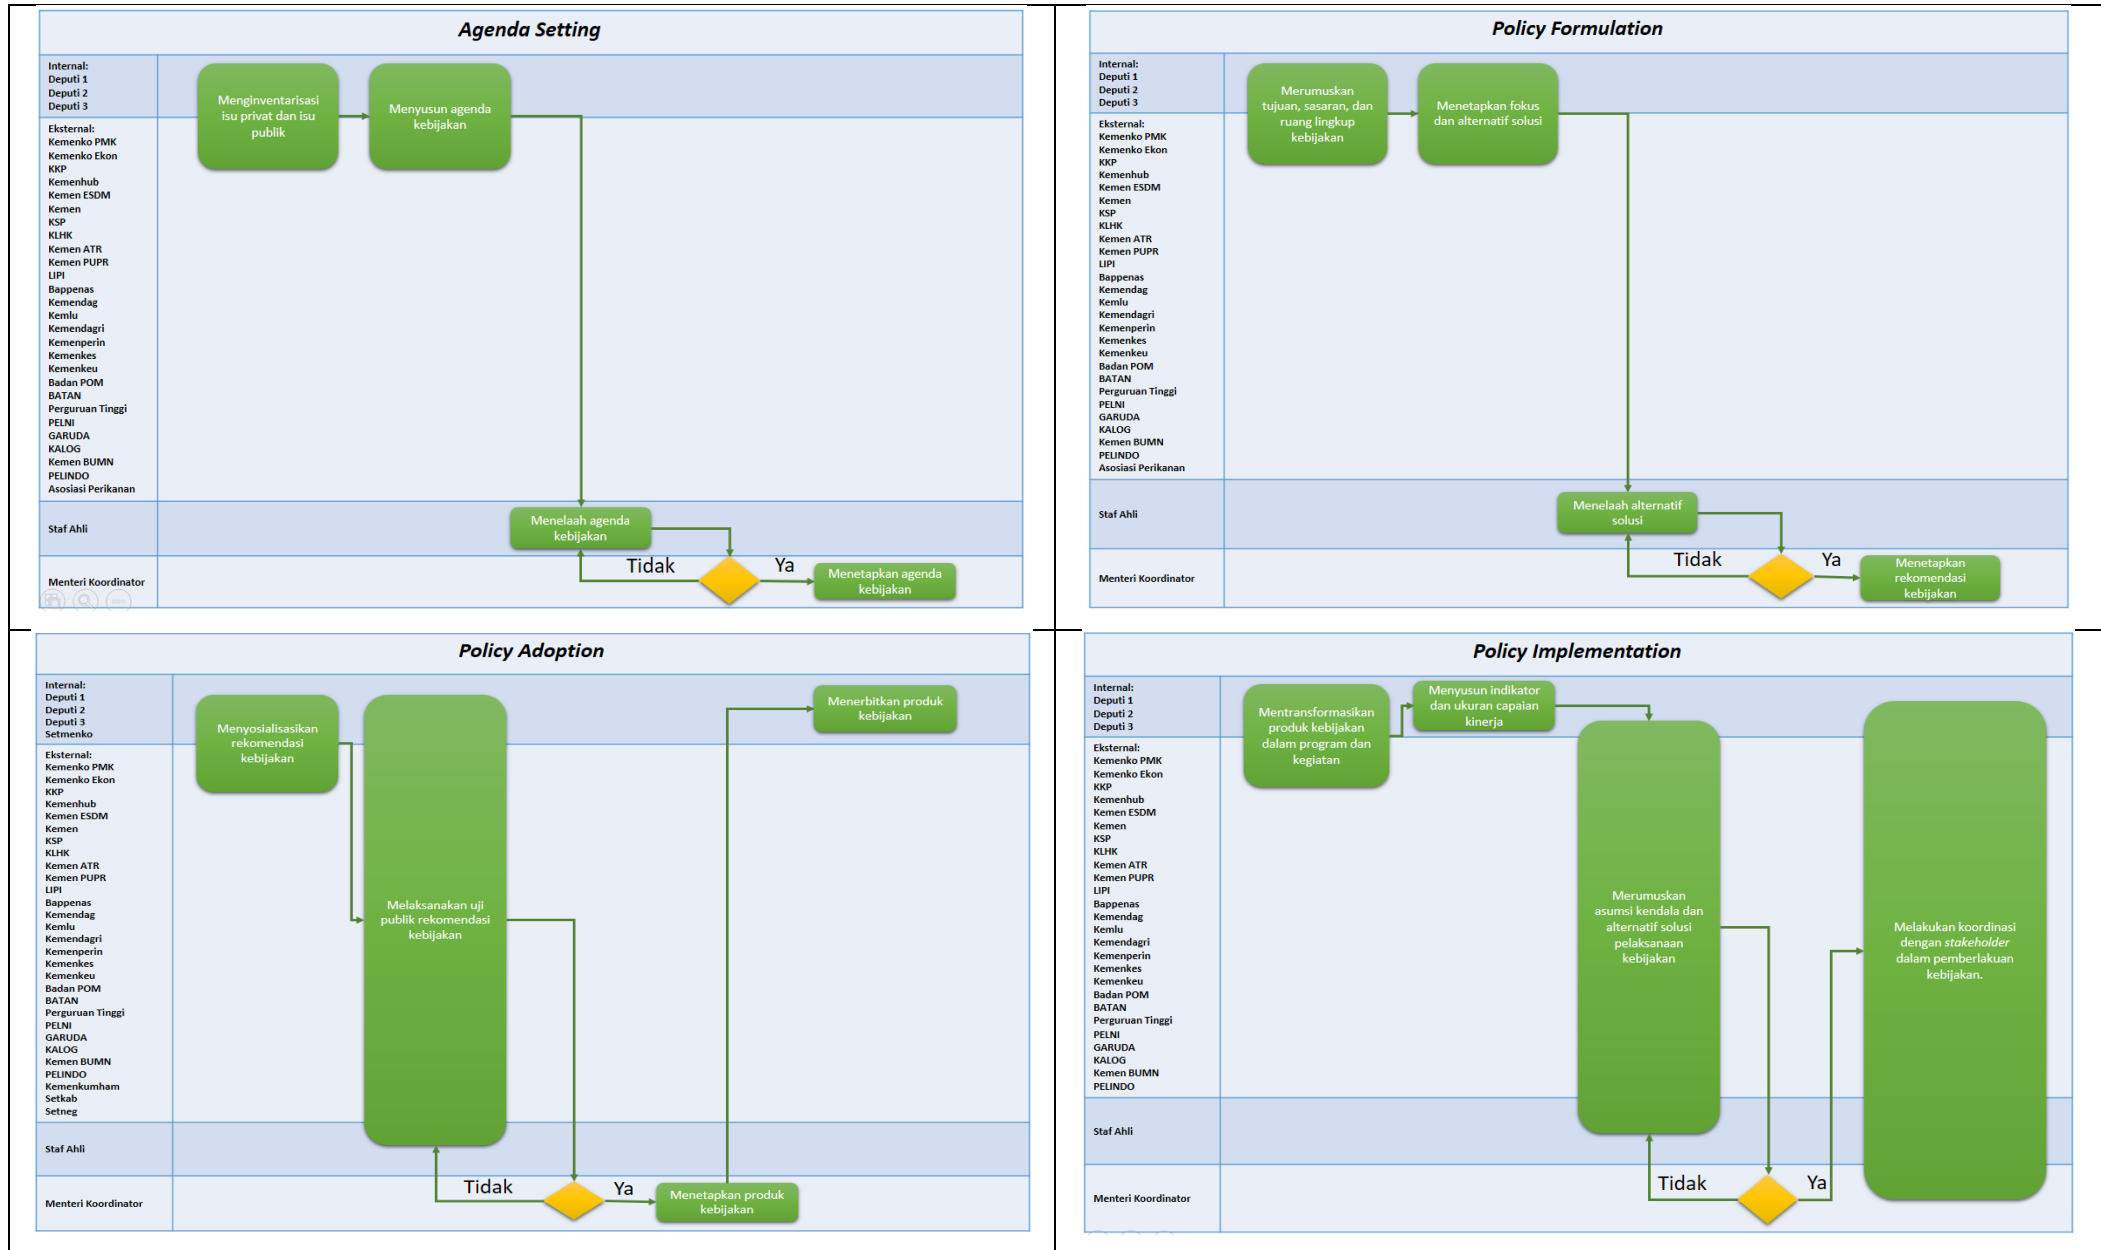 Agenda Setting
Internal:
Deputi 1
Deputi 2
Deputi 3
Eksternal:
Kemenko PMK
Kemenko Ekon
KKP
Kemenhub
Kemen ESDM
Kemen
KSP
KLHK
Kemen ATR
Kemen PUPR
LIPI
Bappenas
Kemendag
Kemlu
Kemendagri
Kemenperin
Kemenkes
Kemenkeu
Badan POM
BATAN
Perguruan Tinggi
PELNI
GARUDA
KALOG
Kemen BUMN
PELINDO
Asosiasi Perikanan
Staf Ahli
Menteri Koordinator
Menginventarisasi
isu privat dan isu
publik
Menyusun agenda
kebijakan
Menelaah agenda
kebijakan
Tidak
Ya
Menetapkan agenda
kebijakan
Policy Formulation
Internal:
Deputi 1
Deputi 2
Deputi 3
Eksternal:
Kemenko PMK
Kemenko Ekon
KKP
Kemenhub
Kemen ESDM
Kemen
KSP
KLHK
Kemen ATR
Kemen PUPR
LIPI
Bappenas
Kemendag
Kemlu
Kemendagri
Kemenperin
Kemenkes
Kemenkeu
Badan POM
BATAN
Perguruan Tinggi
PELNI
GARUDA
KALOG
Kemen BUMN
PELINDO
Asosiasi Perikanan
Staf Ahli
Menteri Koordinator
Merumuskan
tujuan, sasaran, dan
ruang lingkup
kebijakan
Menetapkan fokus
dan alternatif solusi
Menelaah alternatif
solusi
Tidak
Ya
Menetapkan
rekomendasi
kebijakan
Policy Adoption
Internal:
Deputi 1
Deputi 2
Deputi 3
Setmenko
Eksternal:
Kemenko PMK
Kemenko Ekon
KKP
Kemenhub
Kemen ESDM
Kemen
KSP
KLHK
Kemen ATR
Kemen PUPR
LIPI
Bappenas
Kemendag
Kemlu
Kemendagri
Kemenperin
Kemenkes
Kemenkeu
Badan POM
BATAN
Perguruan Tinggi
PELNI
GARUDA
KALOG
Kemen BUMN
PELINDO
Kemenkumham
Setkab
Setneg
Staf Ahli
Menteri Koordinator
Menyosialisasikan
rekomendasi
kebijakan
Melaksanakan uji
publik rekomendasi
kebijakan
Tidak
Ya
Menetapkan produk
kebijakan
Menerbitkan produk
kebijakan
Policy Implementation
Internal:
Deputi 1
Deputi 2
Deputi 3
Eksternal:
Kemenko PMK
Kemenko Ekon
KKP
Kemenhub
Kemen ESDM
Kemen
KSP
KLHK
Kemen ATR
Kemen PUPR
LIPI
Bappenas
Kemendag
Kemlu
Kemendagri
Kemenperin
Kemenkes
Kemenkeu
Badan POM
BATAN
Perguruan Tinggi
PELNI
GARUDA
KALOG
Kemen BUMN
PELINDO
Staf Ahli
Menteri Koordinator
Mentransformasikan
produk kebijakan
dalam program dan
kegiatan
Menyusun indikator
dan ukuran capaian
kinerja
Merumuskan
asumsi kendala dan
alternatif solusi
pelaksanaan
kebijakan
Tidak
Ya
Melakukan koordinasi
dengan stakeholder
dalam pemberlakuan
kebijakan.